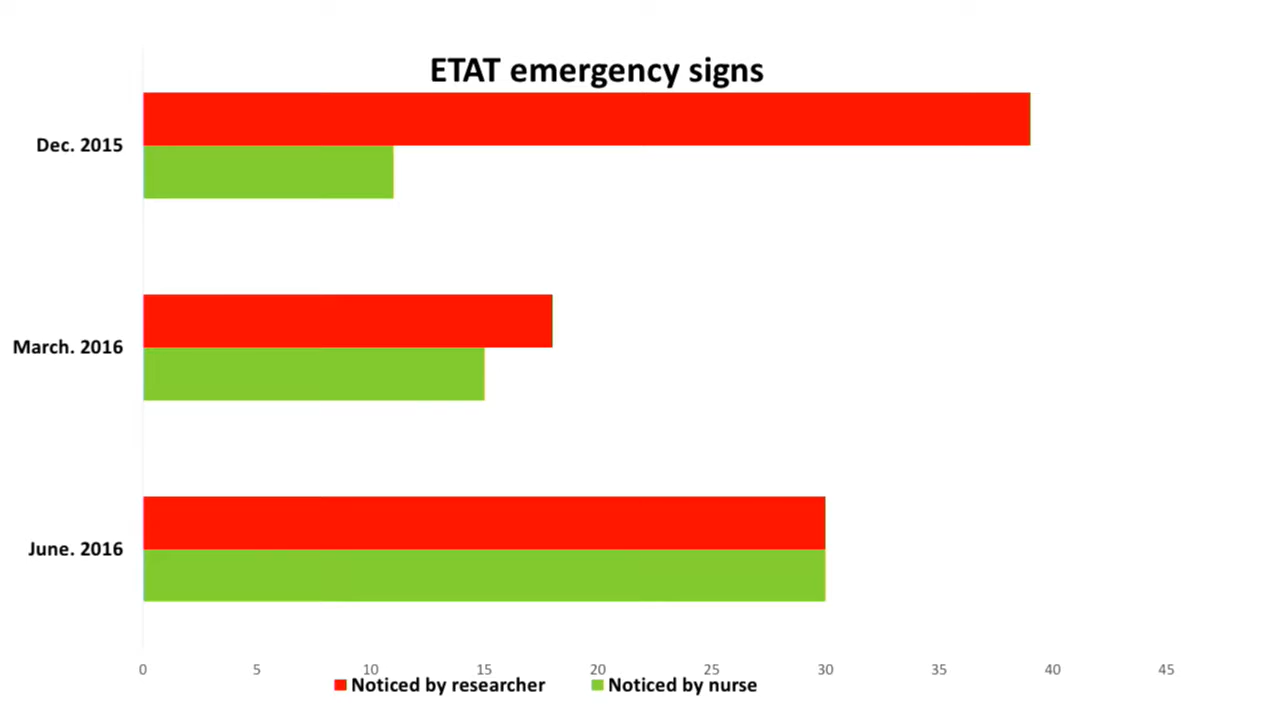 ETAT emergency signs
Dec. 2015
March. 2016
June. 2016
0 5 10 15 20 25 30 35 40 45
Noticed by researcher Noticed by nurse